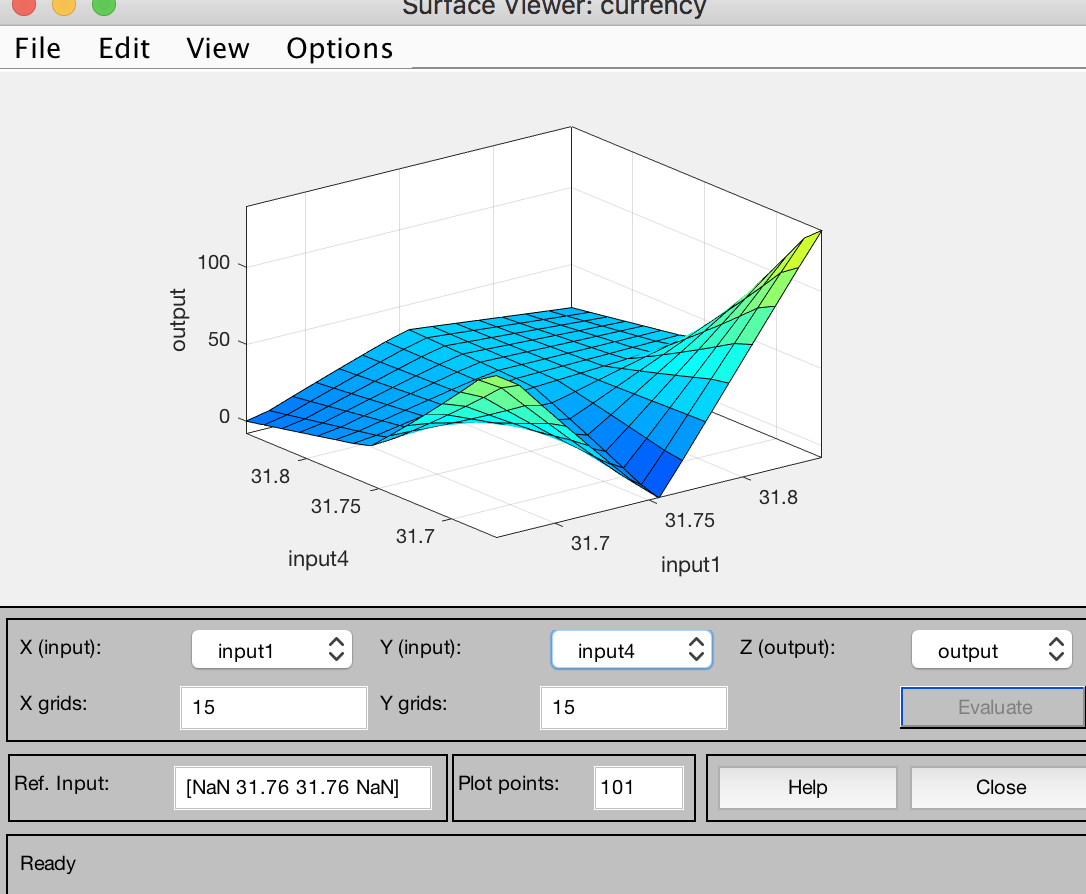 Surface Viewer: currency
File Edit View Options
100
50
0
output
31.8
31.75
31.7
input4
31.7
31.75
31.8
input1
X (input): input1 Y (input): input4 Z (output): output
X grids: 15 Y grids: 15 Evaluate
Ref. Input: [NaN 31.76 31.76 NaN] Plot points: 101 Help Close
Ready